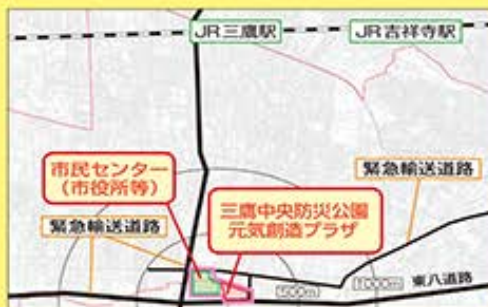 JR三鷹駅
JR吉祥寺駅
市民センター
(市役所等)
緊急輸送道路
緊急輸送道路
三鷹中央防災公園
元気創造プラザ
500m
1000m
東八道路